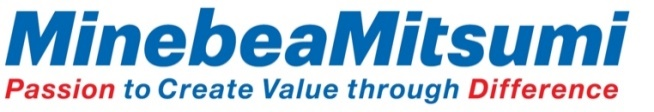 MinebeaMitsumi
Passion to Create Value through Difference